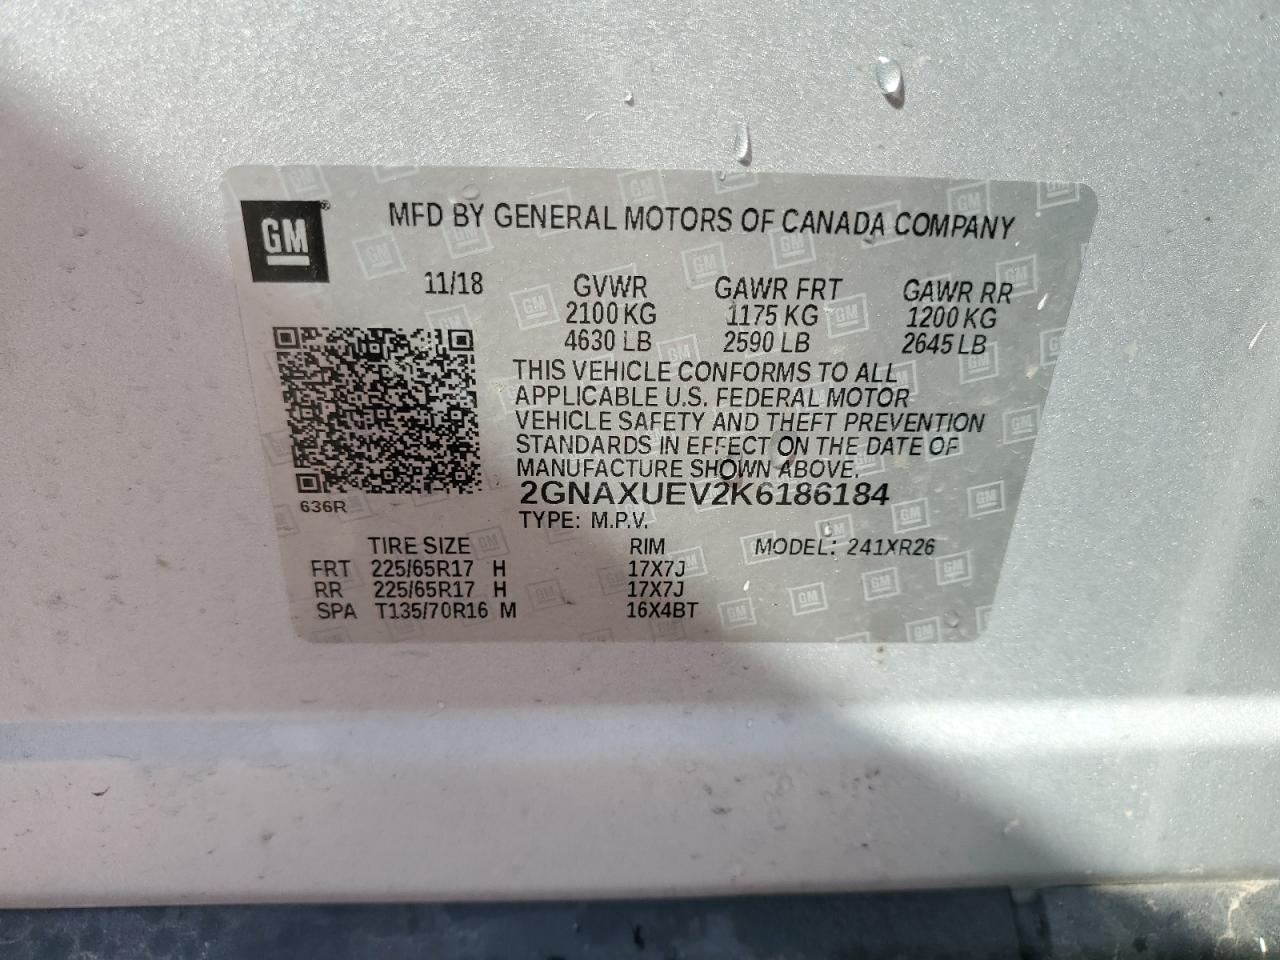 GM®
MFD BY GENERAL MOTORS OF CANADA COMPANY
11/18 GVWR GAWR FRT GAWR RR
2100 KG 1175 KG 1200 KG
4630 LB 2590 LB 2645 LB
THIS VEHICLE CONFORMS TO ALL
APPLICABLE U.S. FEDERAL MOTOR
VEHICLE SAFETY AND THEFT PREVENTION
STANDARDS IN EFFECT ON THE DATE OF
MANUFACTURE SHOWN ABOVE.
2GNAXUEV2K6186184
636R
TYPE: M.P.V.
TIRE SIZE RIM MODEL: 241XR26
FRT 225/65R17 H 17X7J
RR 225/65R17 H 17X7J
SPA T135/70R16 M 16X4BT